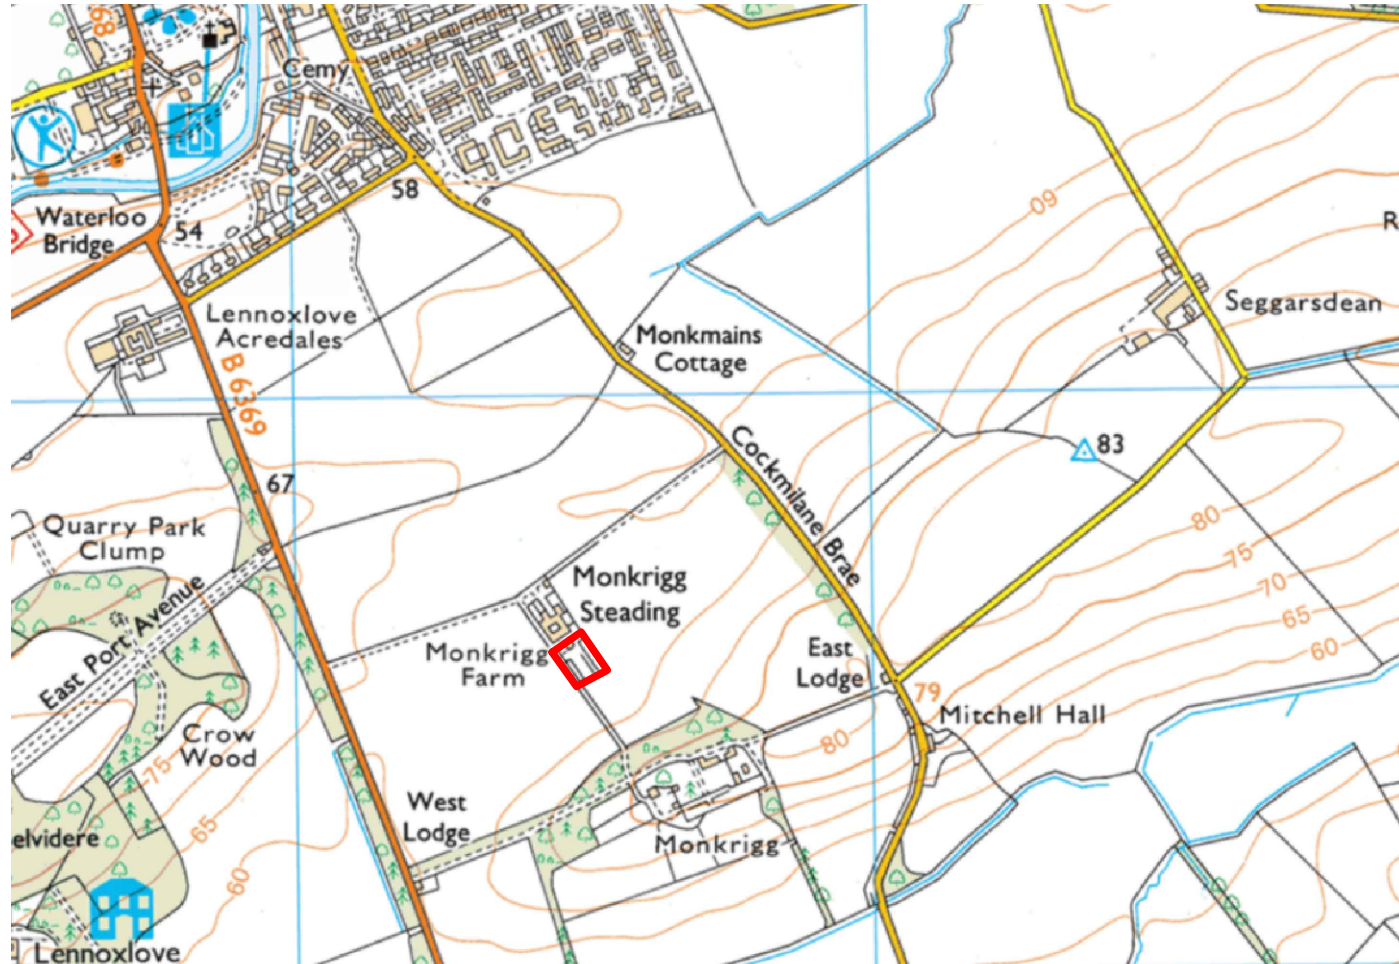 68
Cemy
58
Waterloo
Bridge
54
60
R
Lennoxlove
Acredales
Seggarsdean
Monkmains
Cottage
B 6369
Cockmilane Brae
83
67
Quarry Park
Clump
80
75
70
65
60
East Port Avenue
Monkrigg
Steading
Monkrigg
Farm
East
Lodge
79
Mitchell Hall
Crow
Wood
75
80
65
60
West
Lodge
Monkrigg
elvidere
Lennoxlove